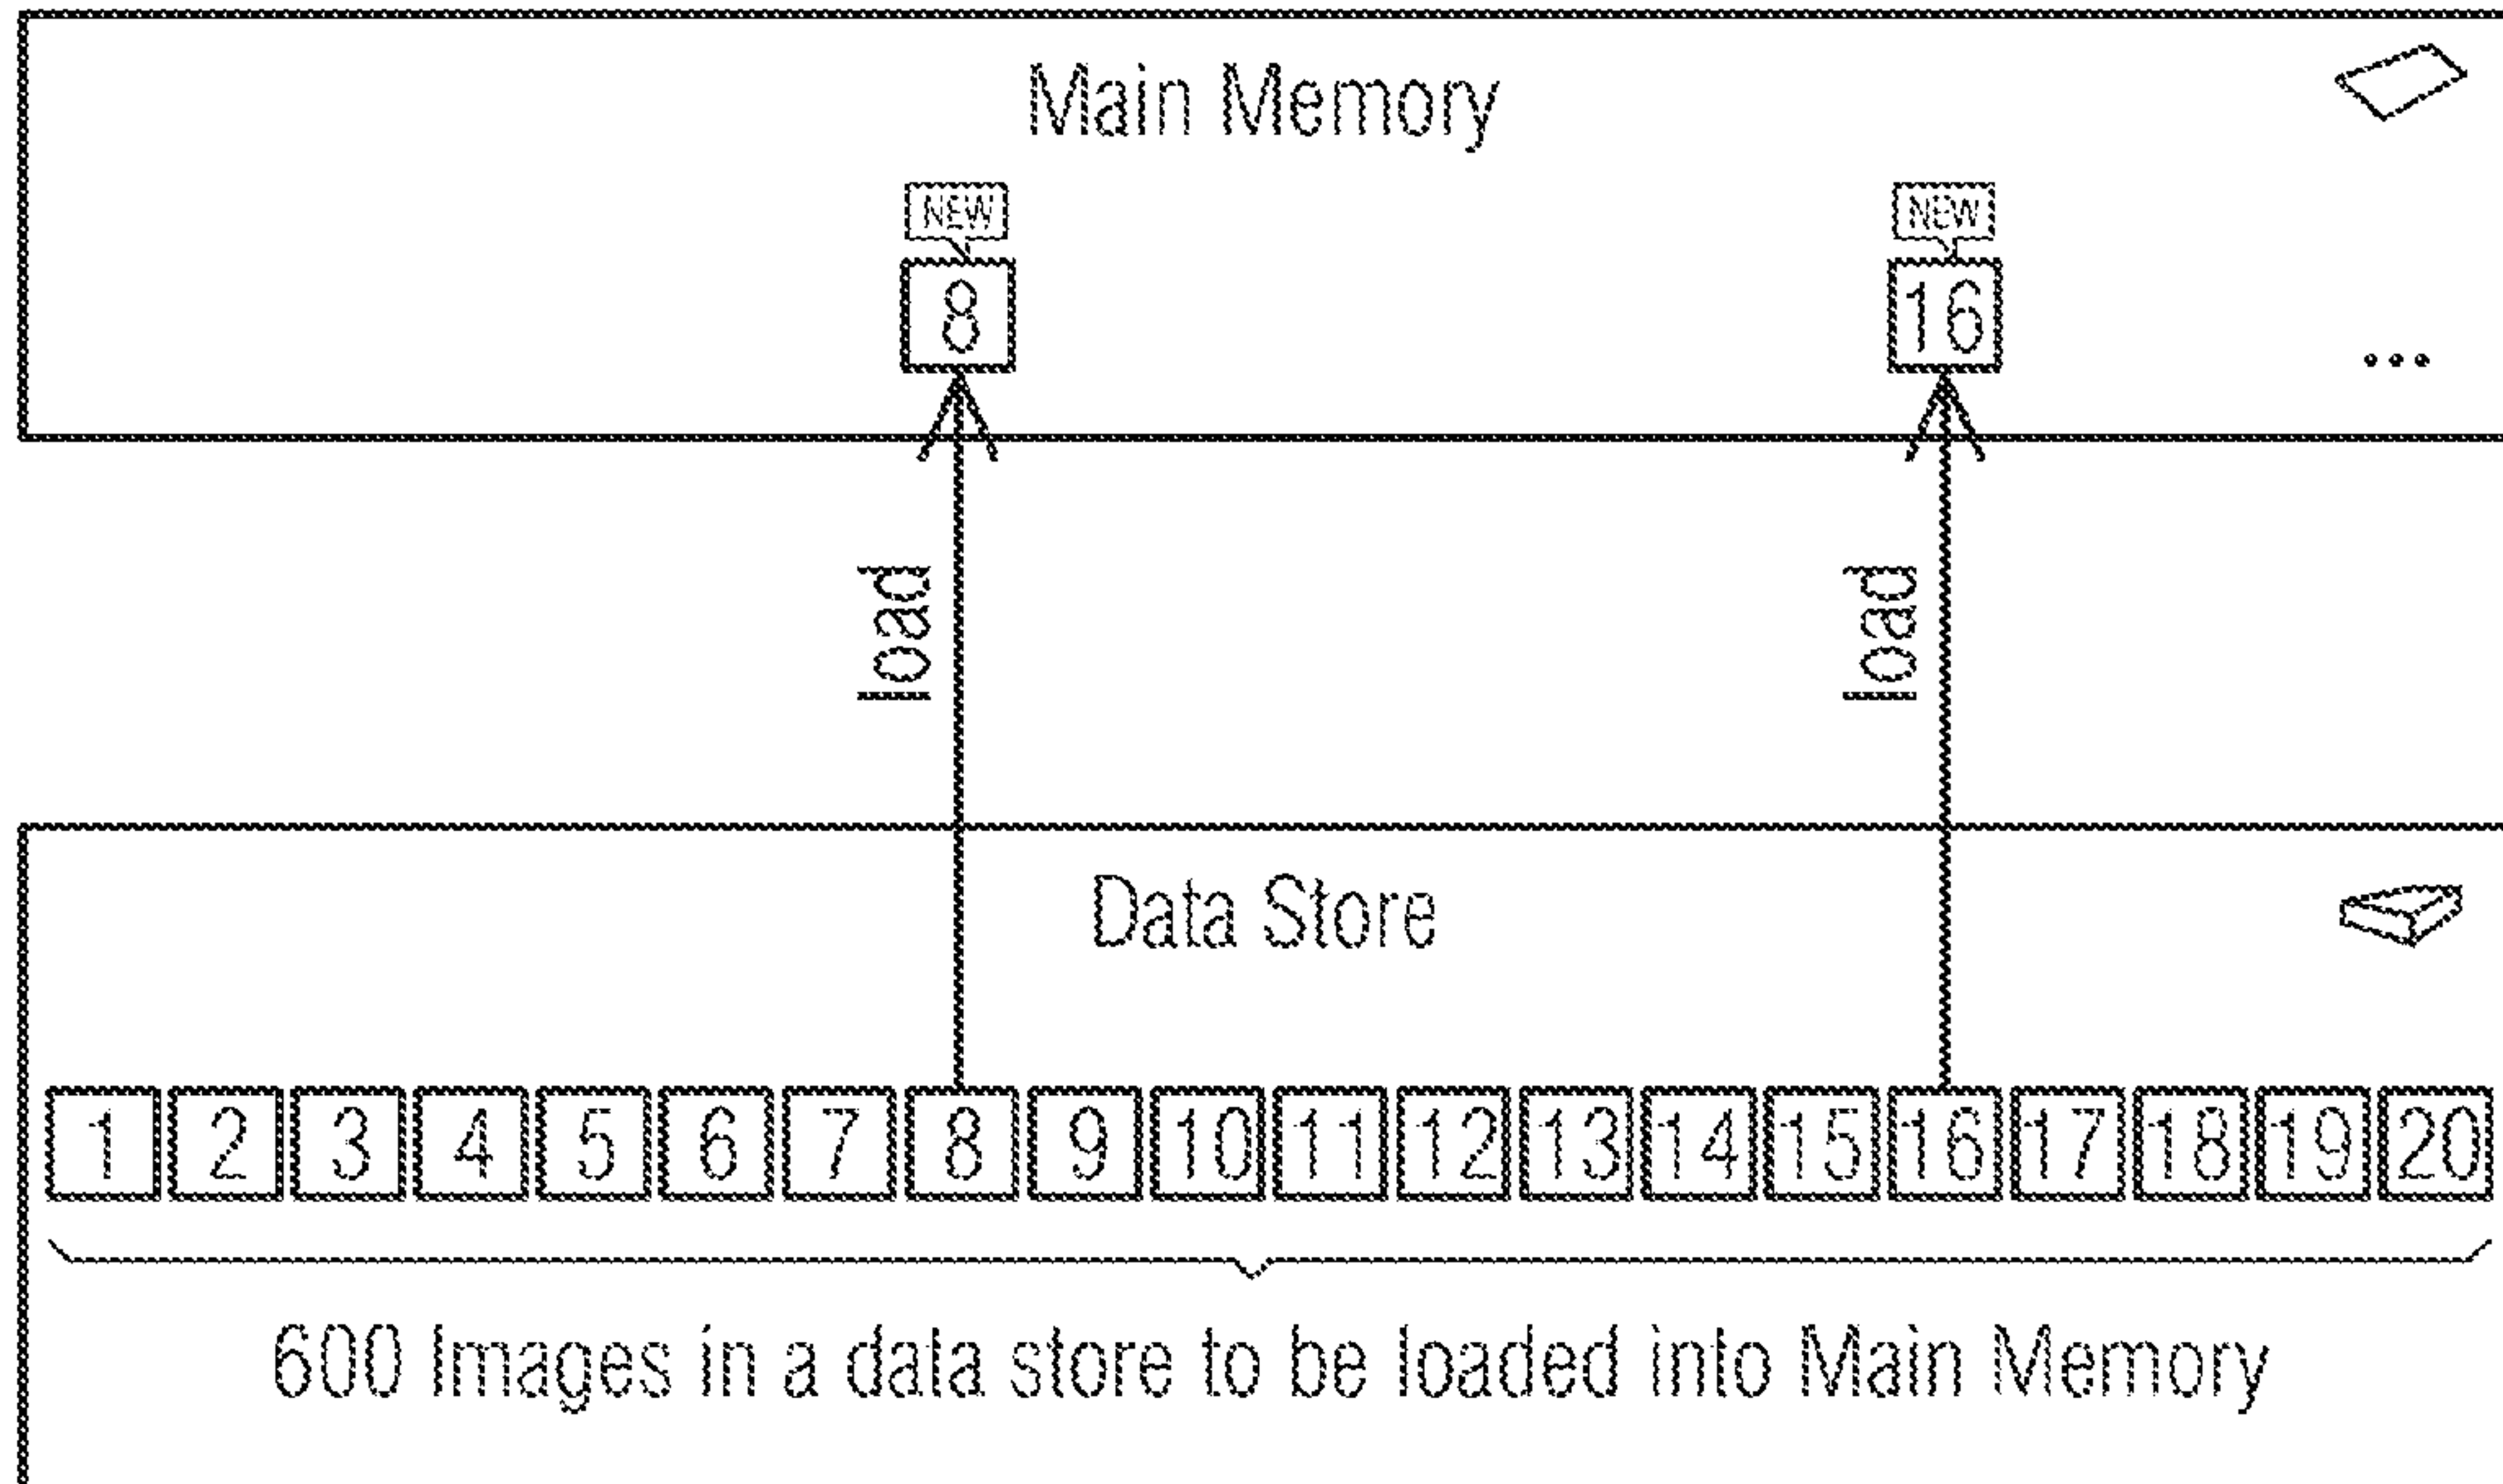 Main Memory
NEW NEW
8 16
...
load load
Data Store
1 2 3 4 5 6 7 8 9 10 11 12 13 14 15 16 17 18 19 20
600 Images in a data store to be loaded into Main Memory